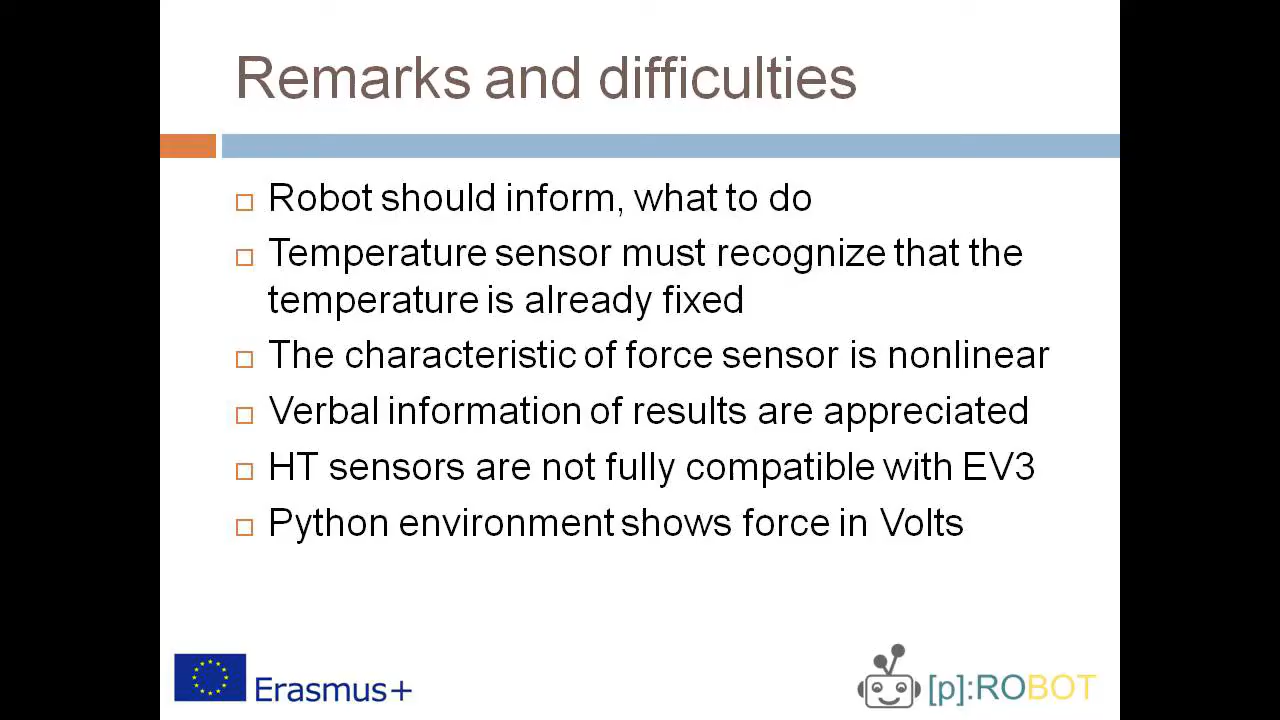 Remarks and difficulties
Robot should inform, what to do
Temperature sensor must recognize that the
temperature is already fixed
The characteristic of force sensor is nonlinear
Verbal information of results are appreciated
HT sensors are not fully compatible with EV3
Python environment shows force in Volts
Erasmus+
[p]:ROBOT